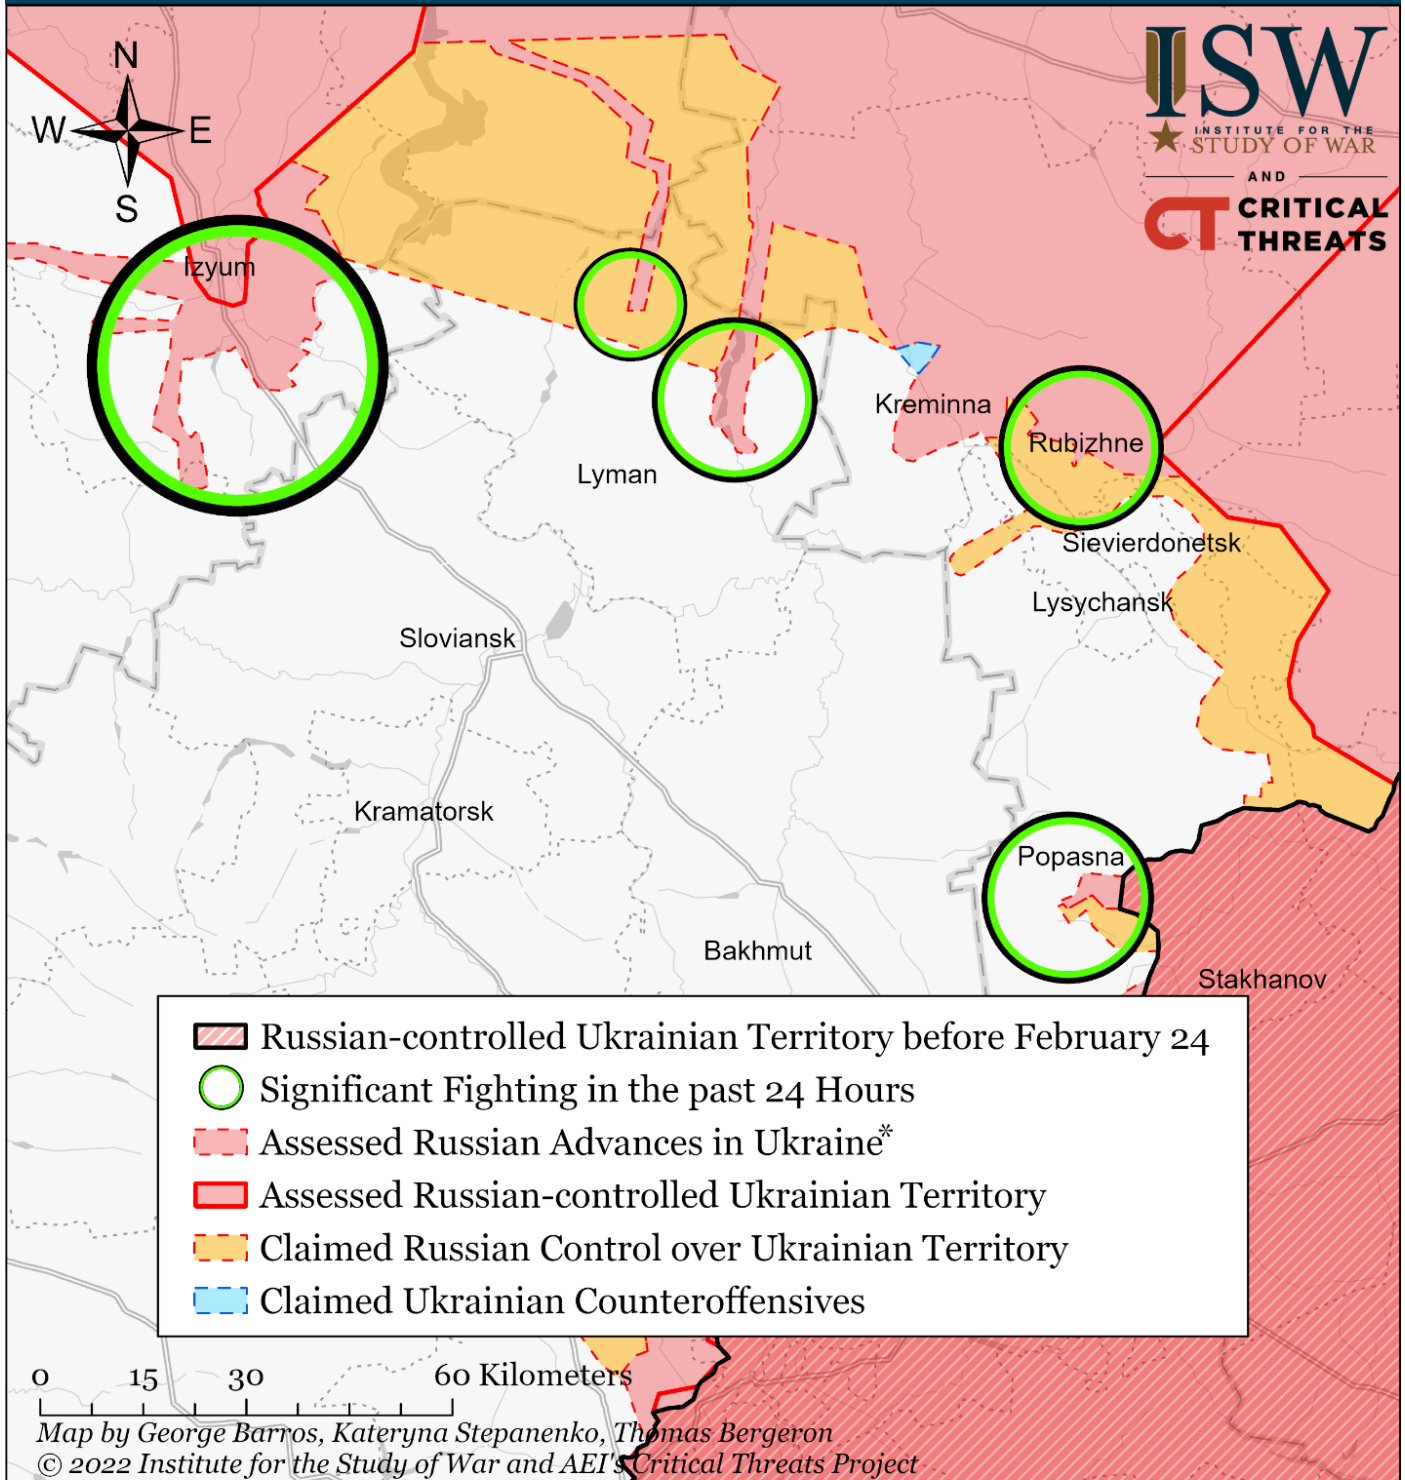 N
W E
S
ISW
INSTITUTE FOR THE
STUDY OF WAR
AND
CT CRITICAL
THREATS
Izyum
Kreminna
Rubizhne
Lyman
Sievierdonetsk
Lysychansk
Sloviansk
Kramatorsk
Popasna
Bakhmut
Stakhanov
Russian-controlled Ukrainian Territory before February 24
Significant Fighting in the past 24 Hours
Assessed Russian Advances in Ukraine*
Assessed Russian-controlled Ukrainian Territory
Claimed Russian Control over Ukrainian Territory
Claimed Ukrainian Counteroffensives
0 15 30 60 Kilometers
Map by George Barros, Kateryna Stepanenko, Thomas Bergeron
© 2022 Institute for the Study of War and AEI's Critical Threats Project